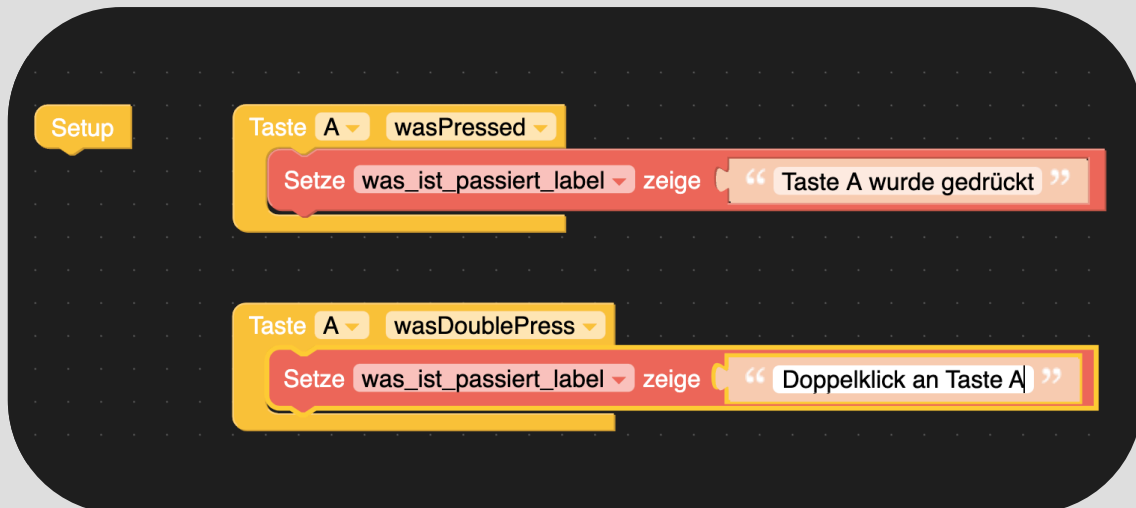 Setup
Taste A wasPressed
Setze was_ist_passiert_label zeige “ Taste A wurde gedrückt ”
Taste A wasDoublePress
Setze was_ist_passiert_label zeige “ Doppelklick an Taste A ”